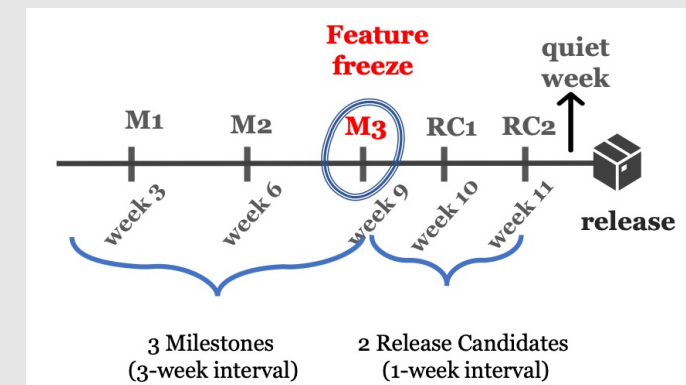 Feature
freeze
quiet
week
M1
M2
M3
RC1
RC2
week 3
week 6
week 9
week 10
week 11
release
3 Milestones
(3-week interval)
2 Release Candidates
(1-week interval)